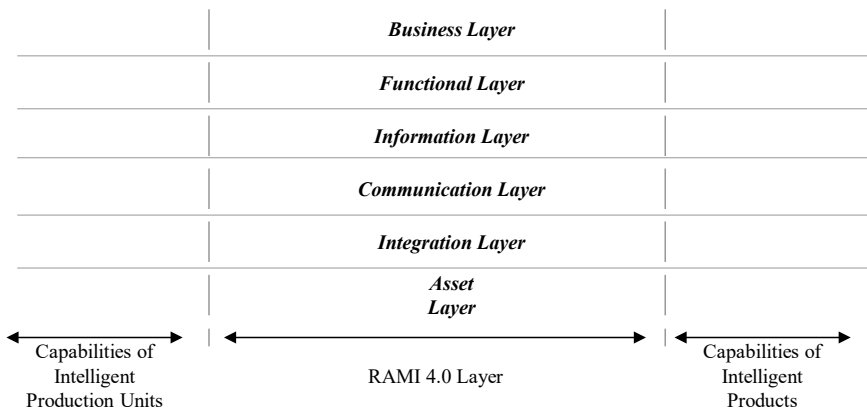 Business Layer
Functional Layer
Information Layer
Communication Layer
Integration Layer
Asset
Layer
Capabilities of
Intelligent
Production Units
RAMI 4.0 Layer
Capabilities of
Intelligent
Products